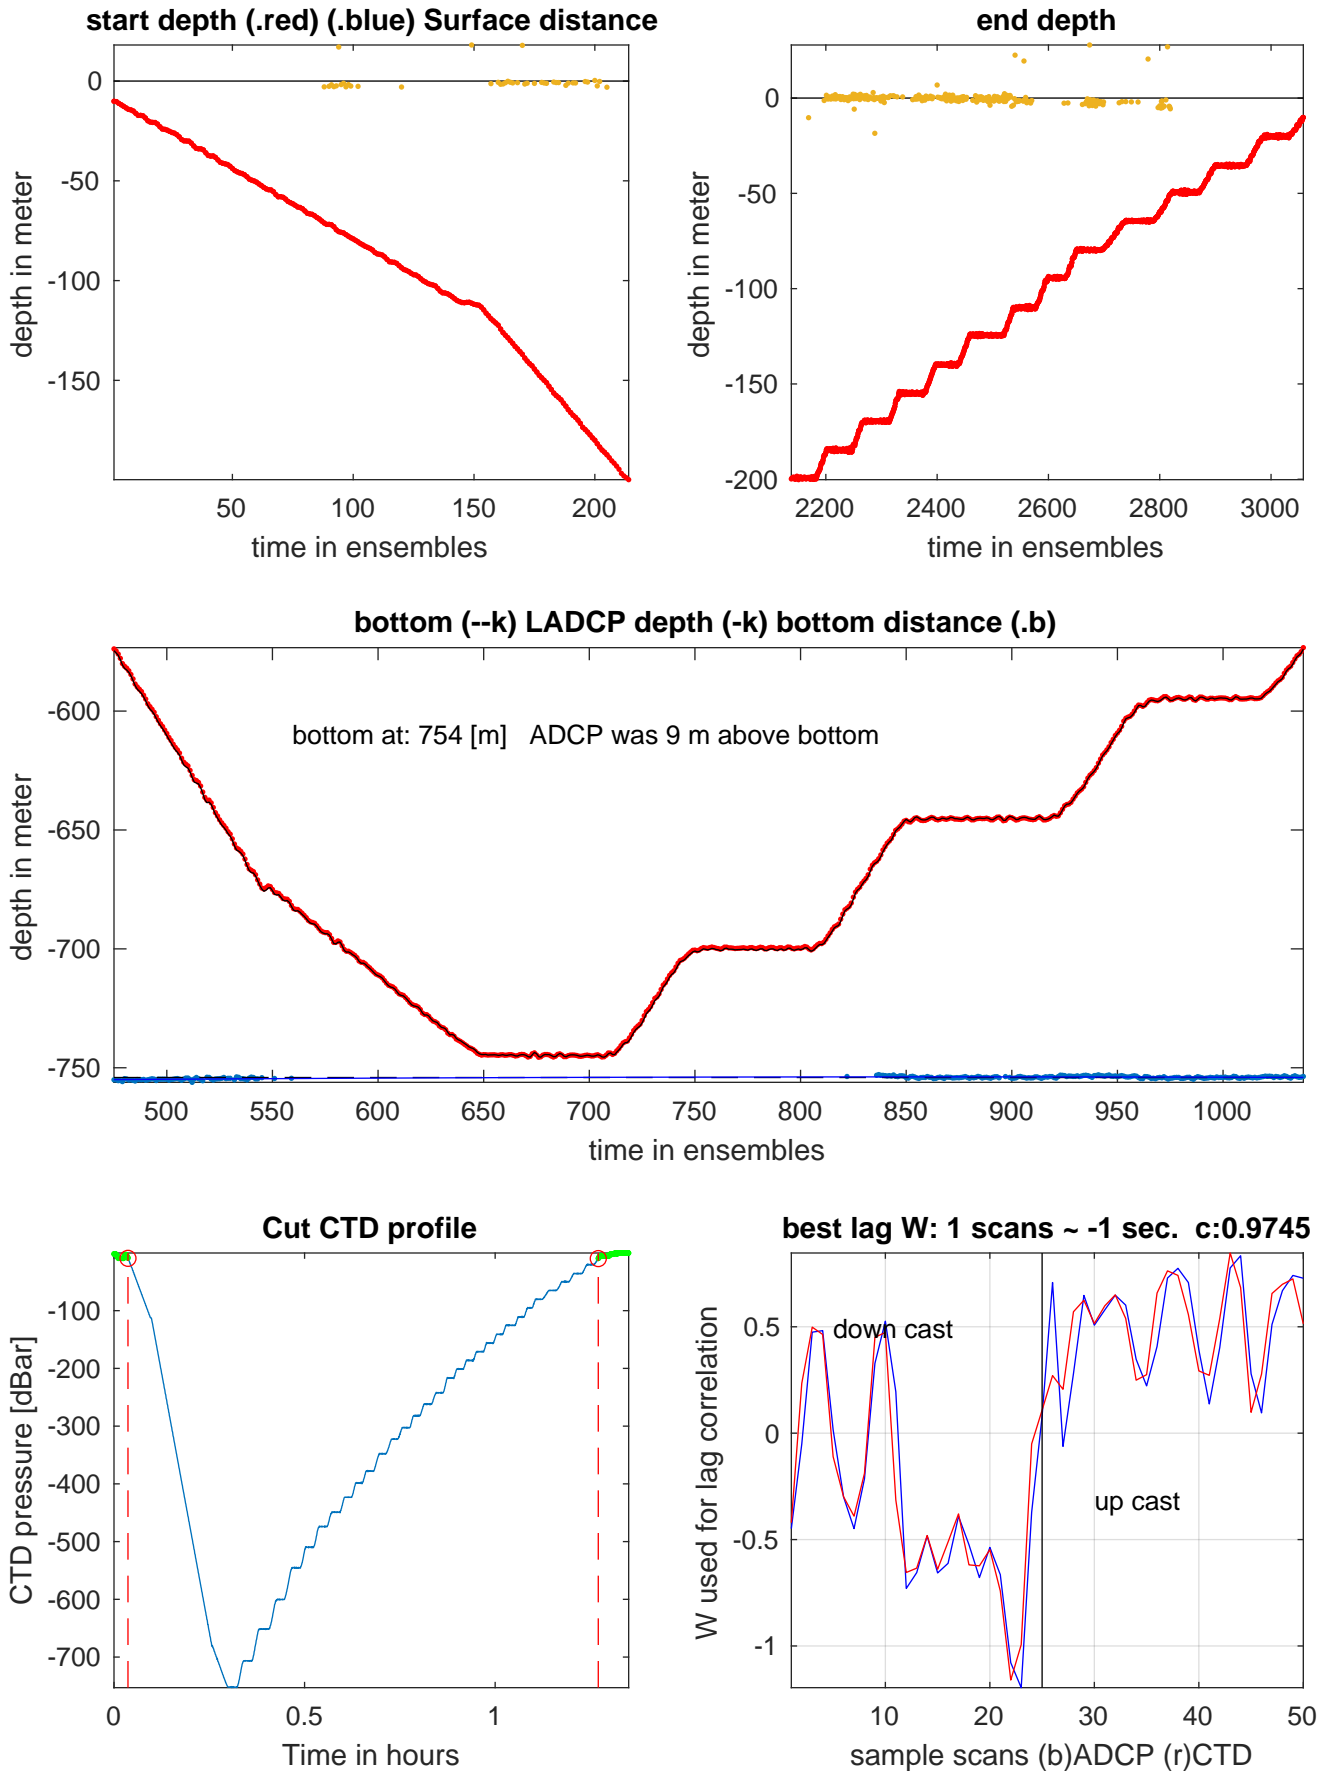 start depth (.red) (.blue) Surface distance
end depth
0
-50
-100
-150
depth in meter
50
100
150
200
time in ensembles
0
-50
-100
-150
-200
depth in meter
2200
2400
2600
2800
3000
time in ensembles
bottom (--k) LADCP depth (-k) bottom distance (.b)
bottom at: 754 [m] ADCP was 9 m above bottom
-600
-650
-700
-750
depth in meter
500
550
600
650
700
750
800
850
900
950
1000
time in ensembles
Cut CTD profile
-100
-200
-300
-400
-500
-600
-700
CTD pressure [dBar]
0
0.5
1
Time in hours
best lag W: 1 scans ~ -1 sec. c:0.9745
down cast
up cast
0.5
0
-0.5
-1
W used for lag correlation
10
20
30
40
50
sample scans (b)ADCP (r)CTD